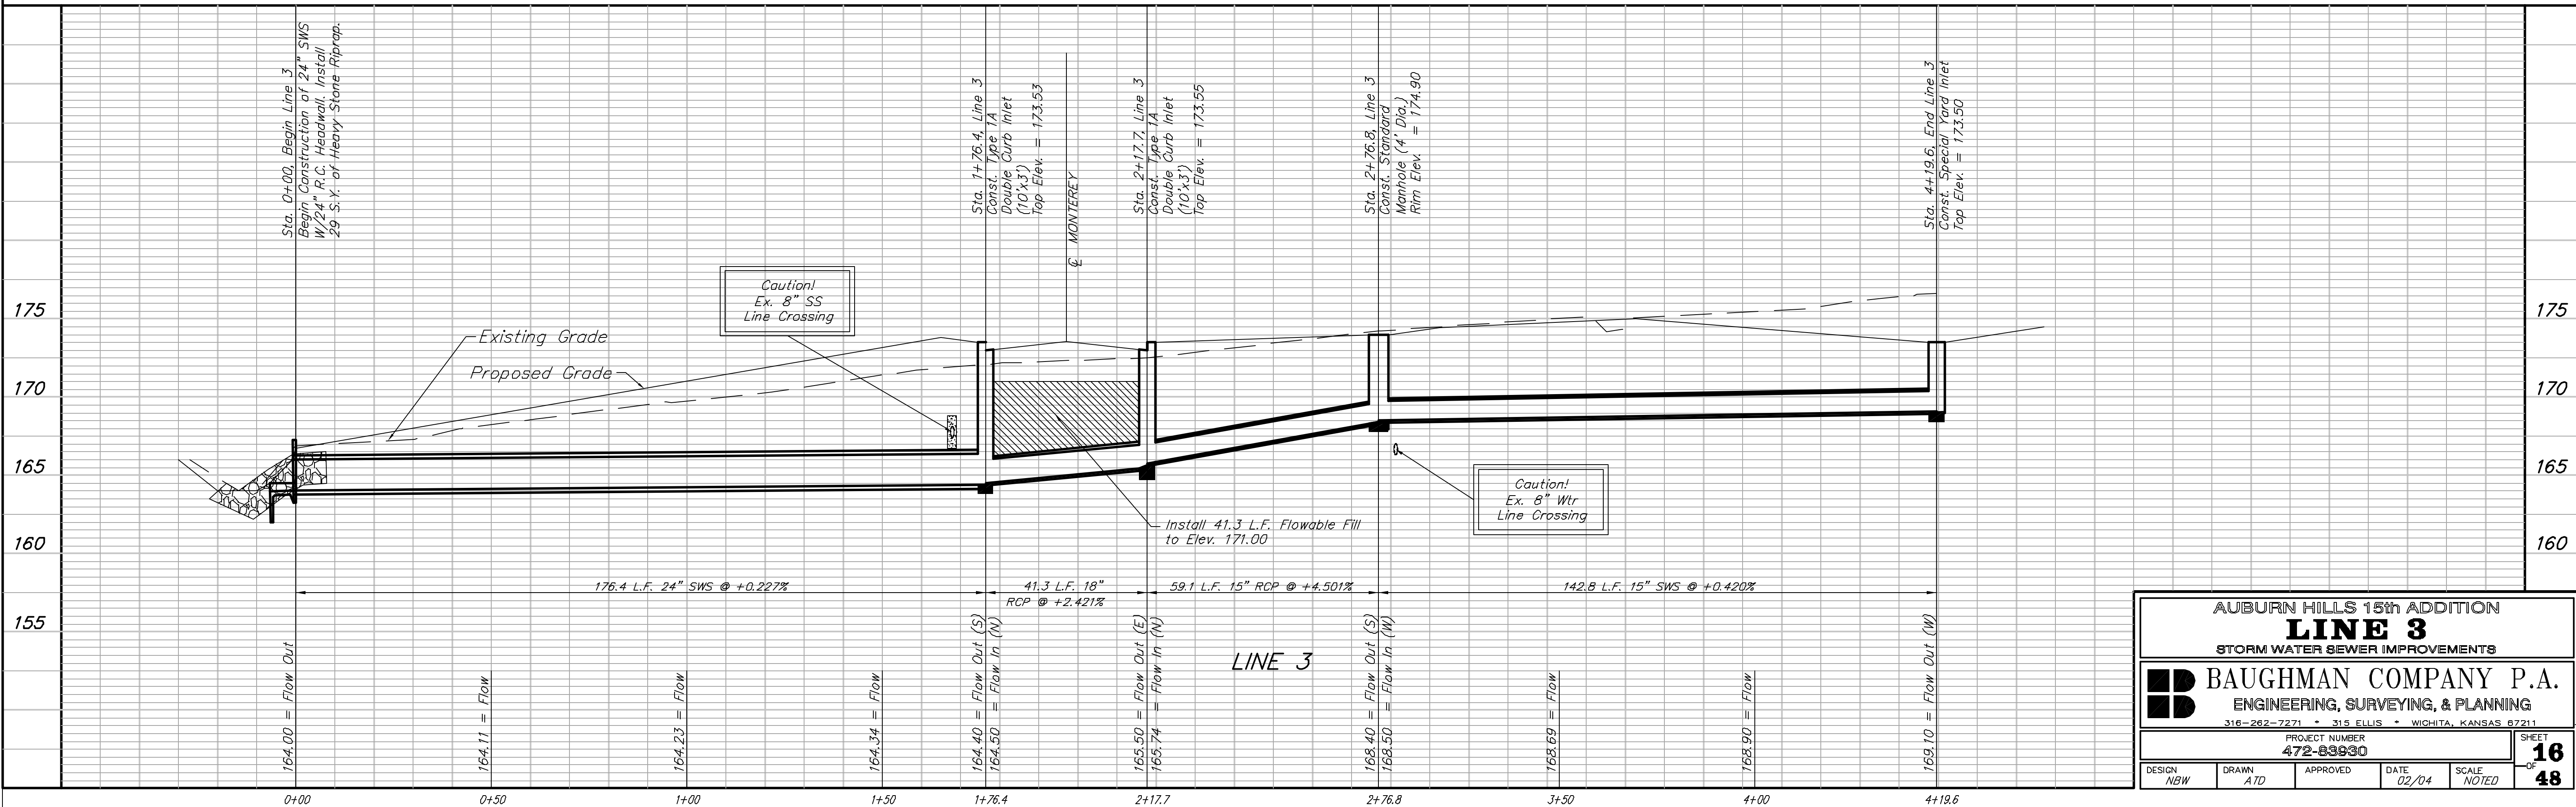 Sta. 0+00, Begin Line 3
Begin Construction of 24" SWS
W/24" R.C. Headwall. Install
29 S.Y. of Heavy Stone Riprap.
Sta. 1+76.4, Line 3
Const. Type 1A
Double Curb Inlet
(10'x3')
Top Elev. = 173.53
℄ MONTEREY
Sta. 2+17.7, Line 3
Const. Type 1A
Double Curb Inlet
(10'x3')
Top Elev. = 173.55
Sta. 2+76.8, Line 3
Const. Standard
Manhole (4' Dia.)
Rim Elev. = 174.90
Sta. 4+19.6, End Line 3
Const. Special Yard Inlet
Top Elev. = 173.50
175
170
165
160
155
175
170
165
160
Existing Grade
Proposed Grade
Caution!
Ex. 8" SS
Line Crossing
Caution!
Ex. 8" Wtr
Line Crossing
Install 41.3 L.F. Flowable Fill
to Elev. 171.00
176.4 L.F. 24" SWS @ +0.227%
41.3 L.F. 18"
RCP @ +2.421%
59.1 L.F. 15" RCP @ +4.501%
142.8 L.F. 15" SWS @ +0.420%
LINE 3
164.00 = Flow Out
164.11 = Flow
164.23 = Flow
164.34 = Flow
164.40 = Flow Out (S)
164.50 = Flow In (N)
165.50 = Flow Out (E)
165.74 = Flow In (N)
168.40 = Flow Out (S)
168.50 = Flow In (W)
168.69 = Flow
168.90 = Flow
169.10 = Flow Out (W)
0+00
0+50
1+00
1+50
1+76.4
2+17.7
2+76.8
3+50
4+00
4+19.6
AUBURN HILLS 15th ADDITION
LINE 3
STORM WATER SEWER IMPROVEMENTS
BAUGHMAN COMPANY P.A.
ENGINEERING, SURVEYING, & PLANNING
316-262-7271 * 315 ELLIS * WICHITA, KANSAS 67211
PROJECT NUMBER
472-83930
SHEET
16
OF
48
DESIGN
NBW
DRAWN
ATD
APPROVED
DATE
02/04
SCALE
NOTED